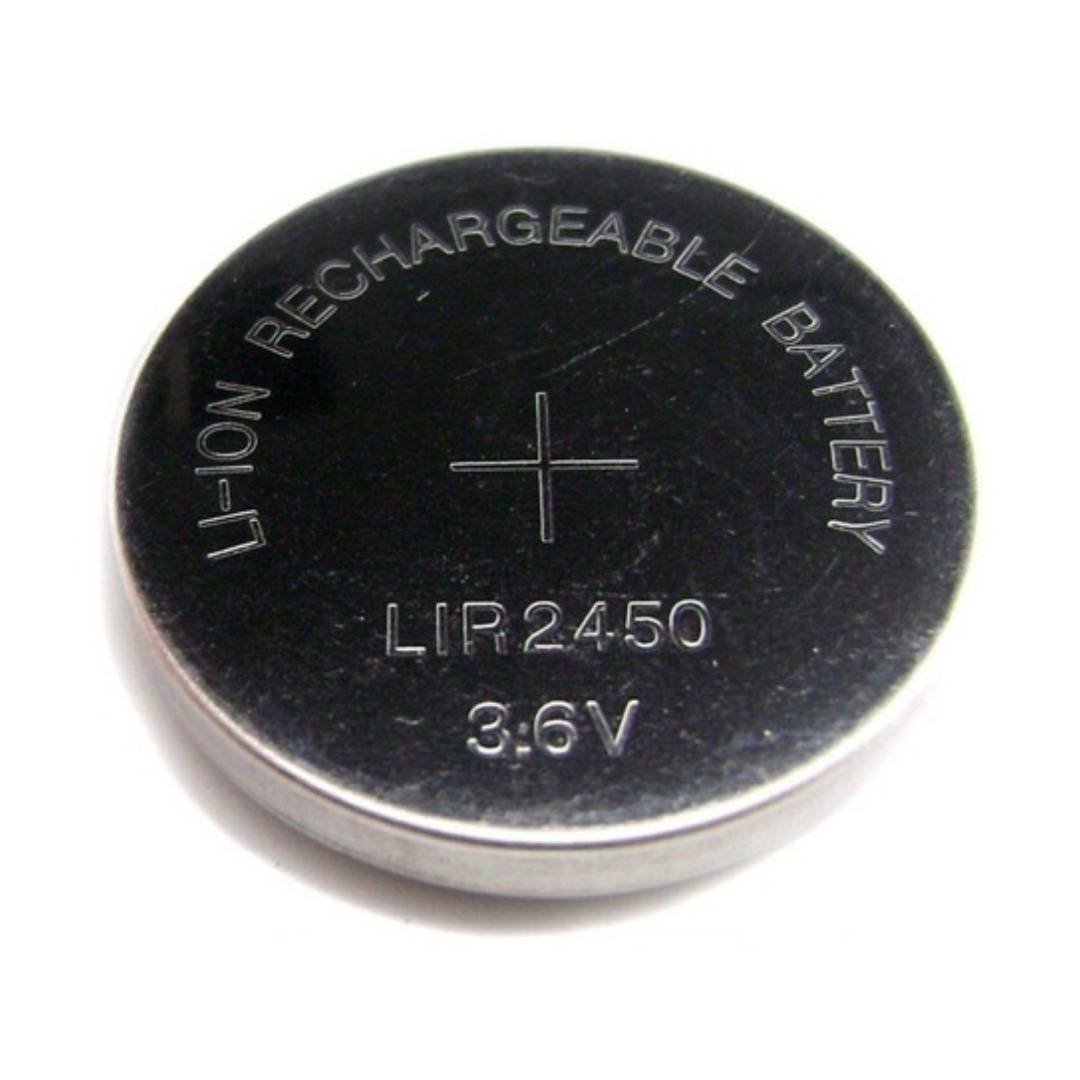 LI-ION RECHARGEABLE BATTERY
+
LIR2450
3.6V